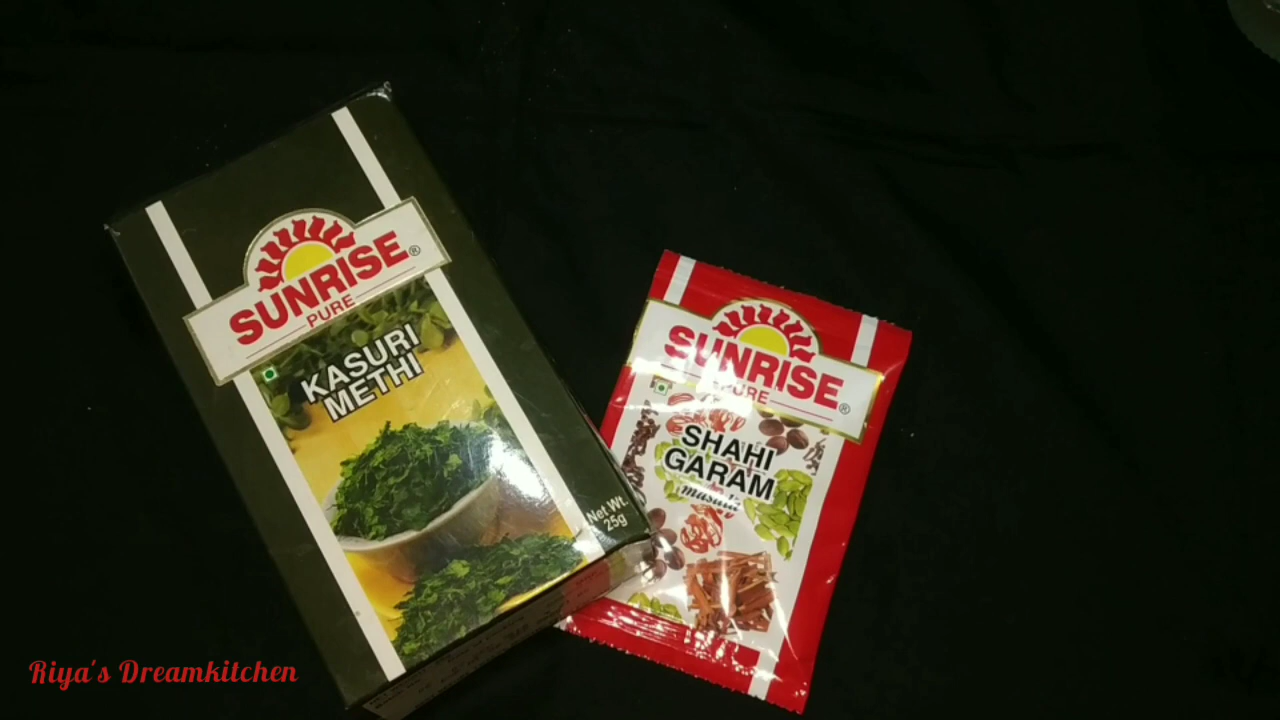 SUNRISE®
PURE
KASURI
METHI
Net Wt.
25g
SUNRISE®
PURE
SHAHI
GARAM
masala
Riya's Dreamkitchen